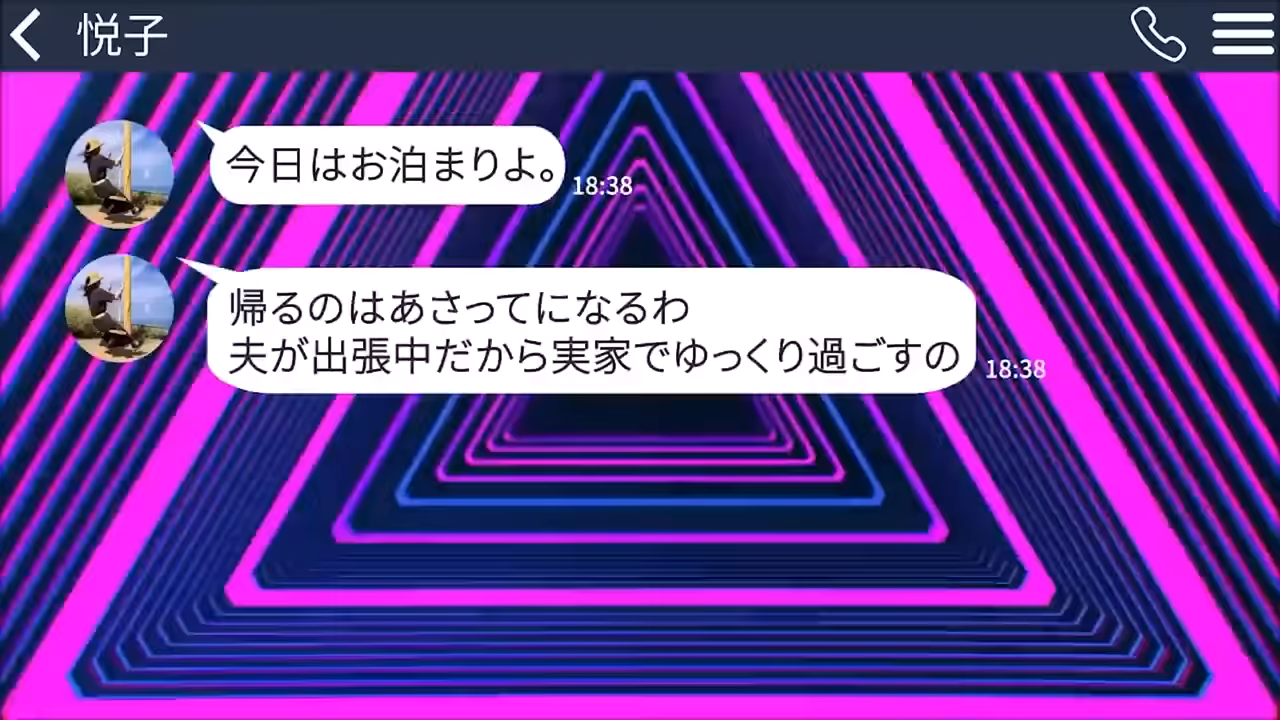 悦子
今日はお泊まりよ。
18:38
帰るのはあさってになるわ
夫が出張中だから実家でゆっくり過ごすの
18:38